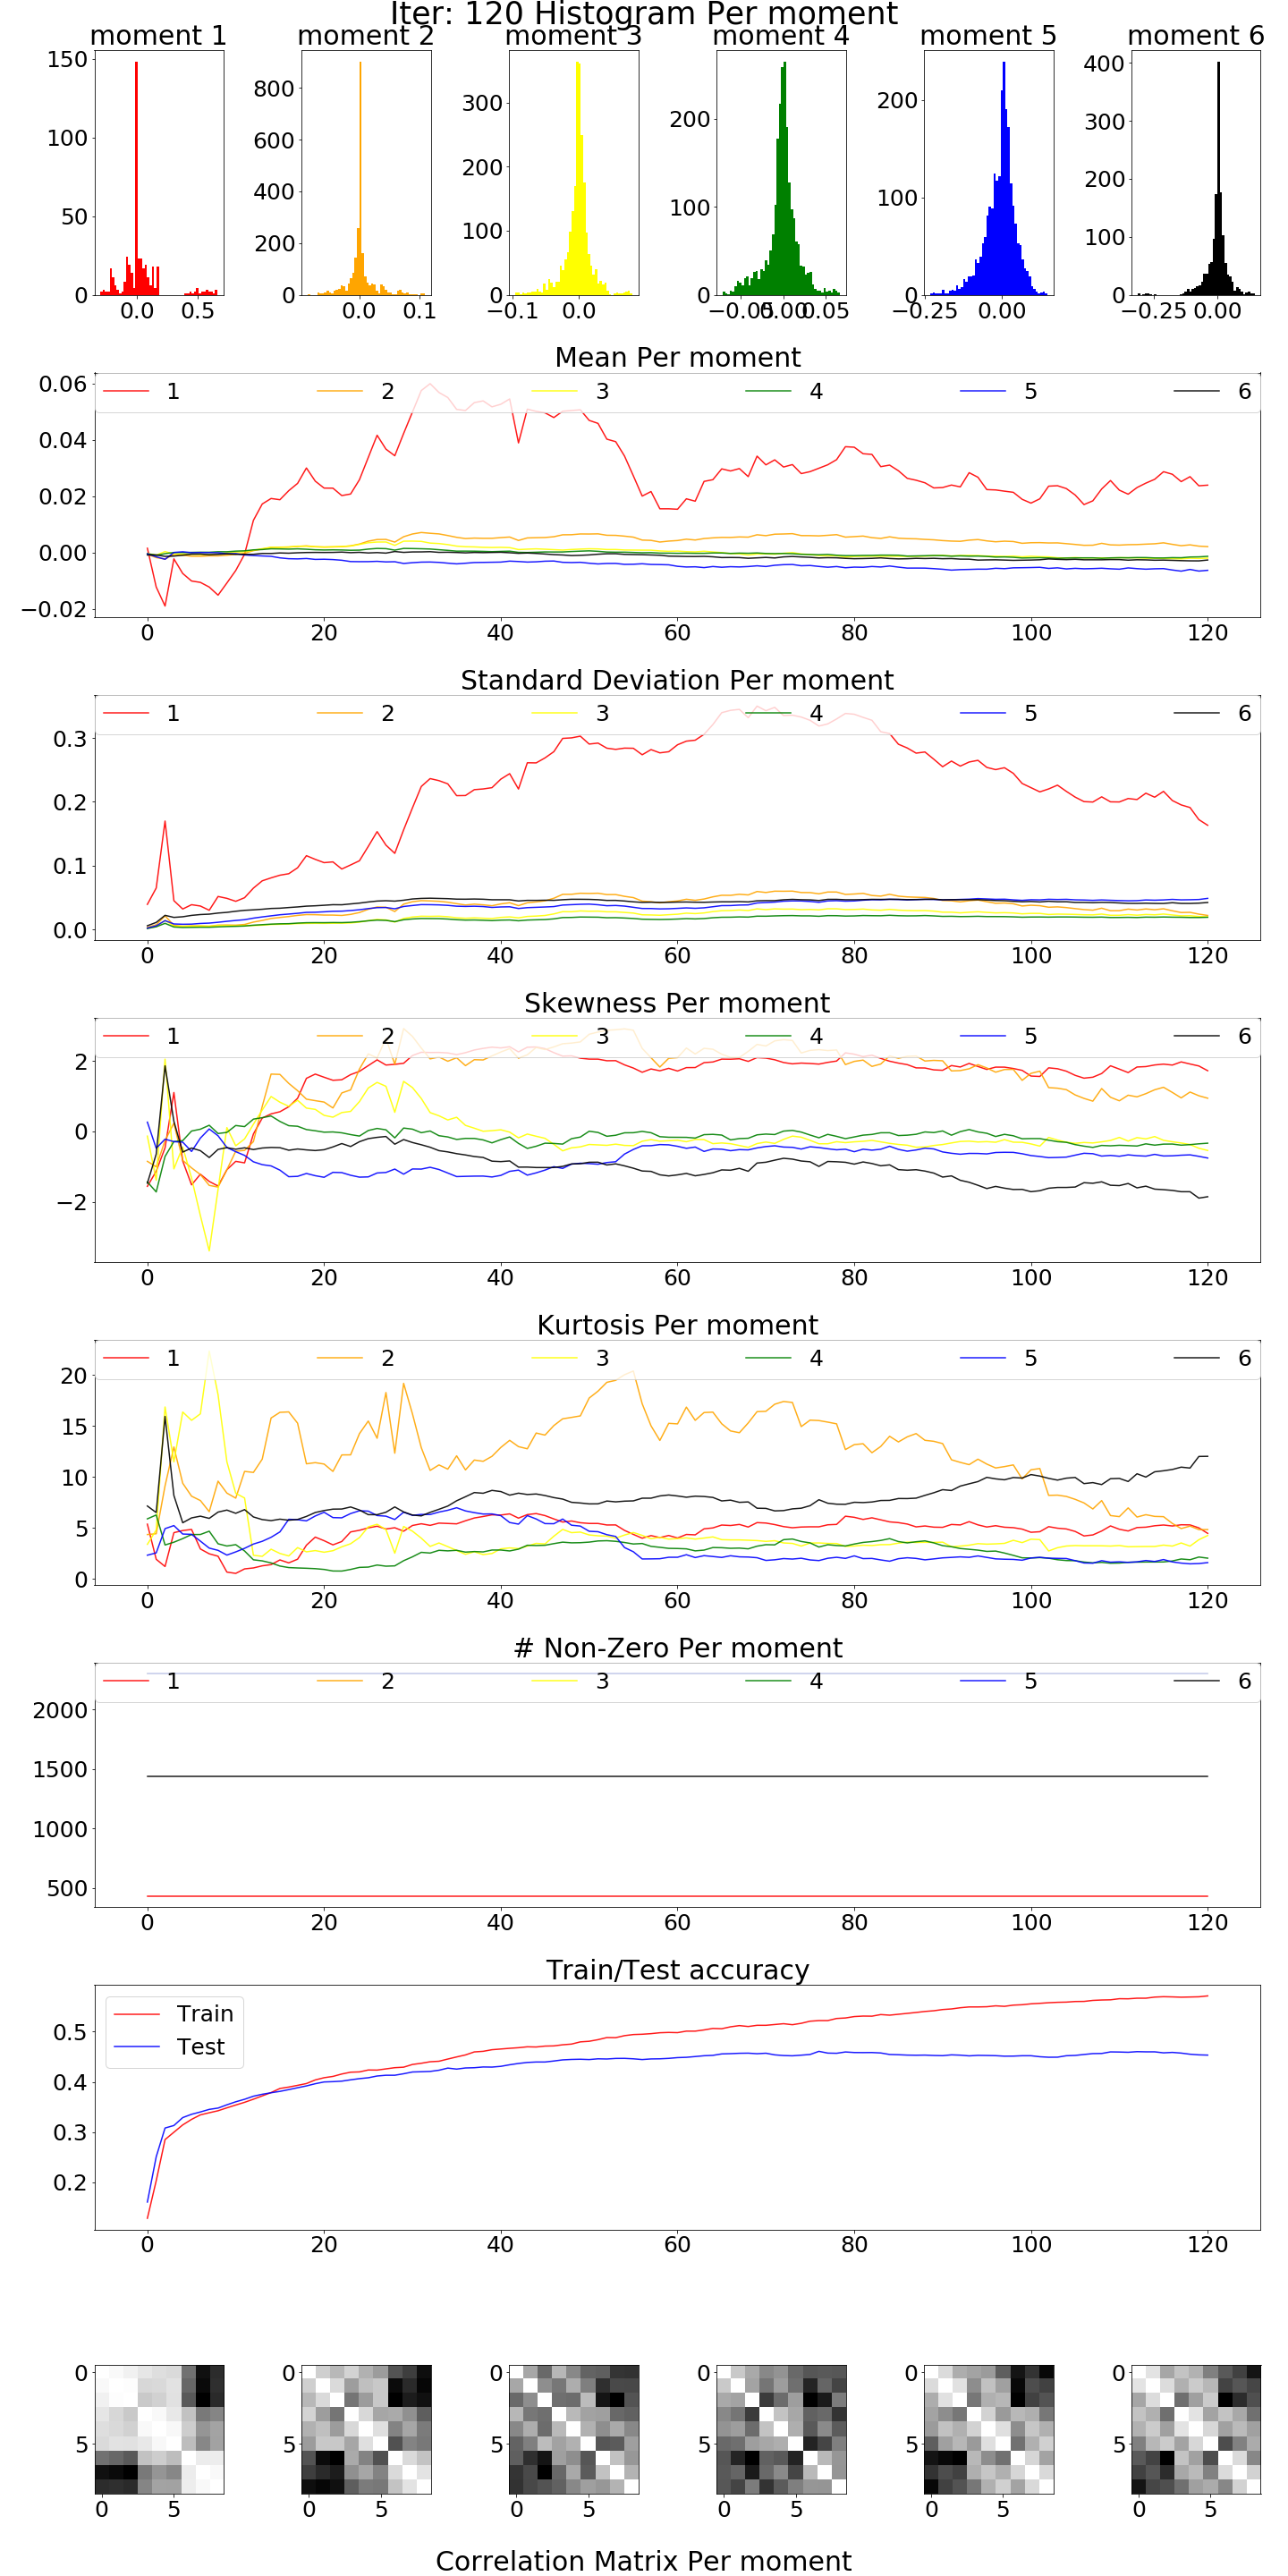 Iter: 120 Histogram Per moment
moment 1 moment 2 moment 3 moment 4 moment 5 moment 6
150 100 50 0 0.0 0.5
800 600 400 200 0 0.0 0.1
300 200 100 0 −0.1 0.0
200 100 0 −0.05 0.00 0.05
200 100 0 −0.25 0.00
400 300 200 100 0 −0.25 0.00
Mean Per moment
1 2 3 4 5 6
0.06
0.04
0.02
0.00
−0.02
0 20 40 60 80 100 120
Standard Deviation Per moment
1 2 3 4 5 6
0.3
0.2
0.1
0.0
0 20 40 60 80 100 120
Skewness Per moment
1 2 3 4 5 6
2
0
−2
0 20 40 60 80 100 120
Kurtosis Per moment
1 2 3 4 5 6
20
15
10
5
0
0 20 40 60 80 100 120
# Non-Zero Per moment
1 2 3 4 5 6
2000
1500
1000
500
0 20 40 60 80 100 120
Train/Test accuracy
Train
Test
0.5
0.4
0.3
0.2
0 20 40 60 80 100 120
0 0 0 0 0 0
5 5 5 5 5 5
0 5 0 5 0 5 0 5 0 5 0 5
Correlation Matrix Per moment